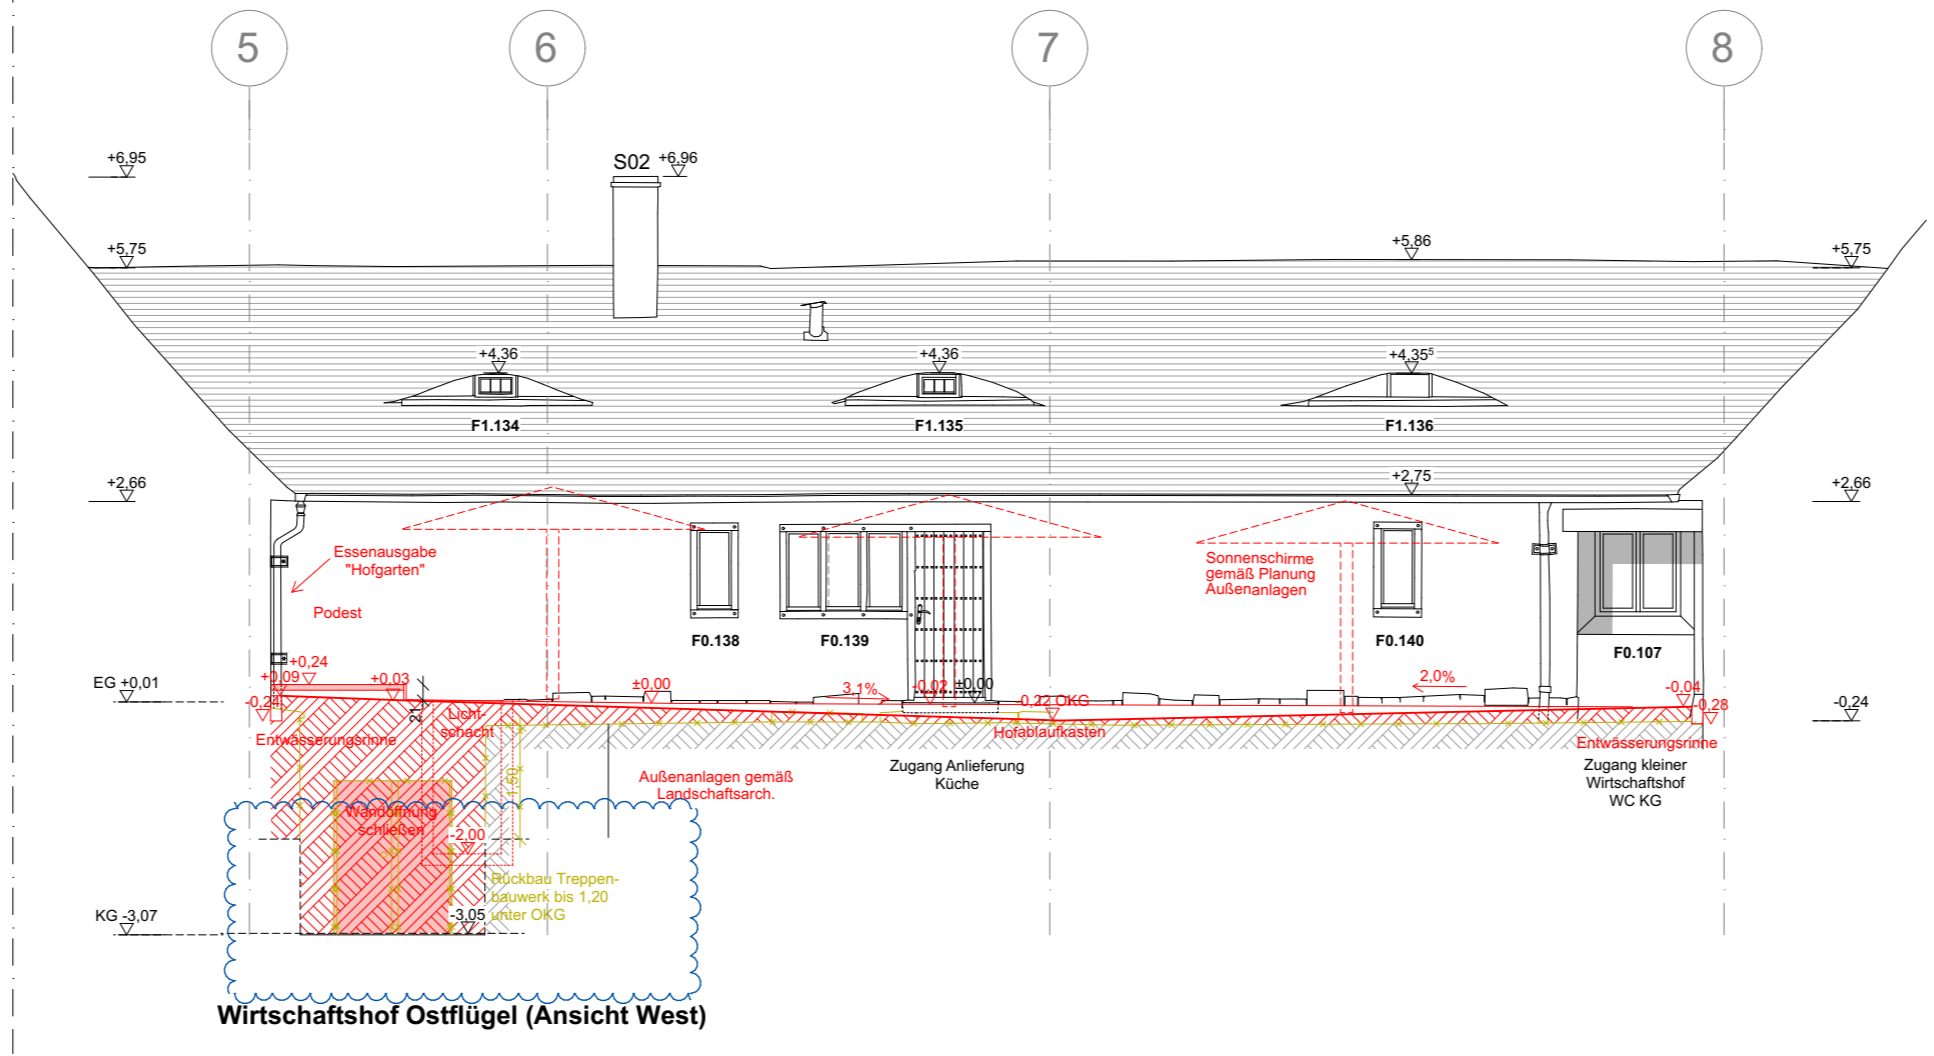 5
6
7
8
+6,95
S02
+6,96
+5,75
+5,86
+5,75
+4,36
+4,36
+4,35⁵
F1.134
F1.135
F1.136
+2,66
+2,75
+2,66
Essenausgabe
"Hofgarten"
Podest
Sonnenschirme
gemäß Planung
Außenanlagen
F0.138
F0.139
F0.140
F0.107
+0,24
+0,09
+0,03
EG +0,01
±0.00
3,1%
-0,02
±0.00
2,0%
-0,04
-0,24
21
-0,22 OKG
-0,28
-0,24
Licht-
schacht
Entwässerungsrinne
Hofablaufkasten
Entwässerungsrinne
1,50
Außenanlagen gemäß
Landschaftsarch.
Zugang Anlieferung
Küche
Zugang kleiner
Wirtschaftshof
WC KG
Wandöffnung
schließen
-2,00
Rückbau Treppen-
bauwerk bis 1,20
unter OKG
KG -3,07
-3,05
Wirtschaftshof Ostflügel (Ansicht West)